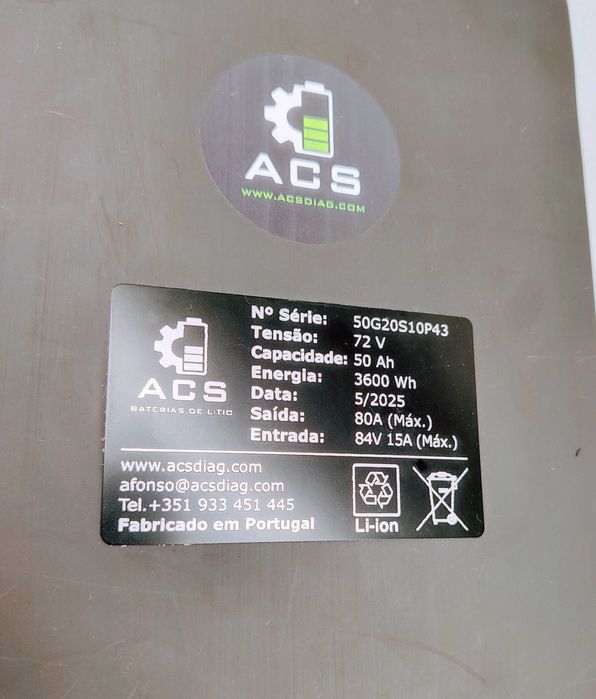 ACS
WWW.ACSDIAG.COM
ACS
BATERIAS DE LITIO
Nº Série: 50G20S10P43
Tensão: 72 V
Capacidade: 50 Ah
Energia: 3600 Wh
Data: 5/2025
Saída: 80A (Máx.)
Entrada: 84V 15A (Máx.)
www.acsdiag.com
afonso@acsdiag.com
Tel.+351 933 451 445
Fabricado em Portugal
Li-ion